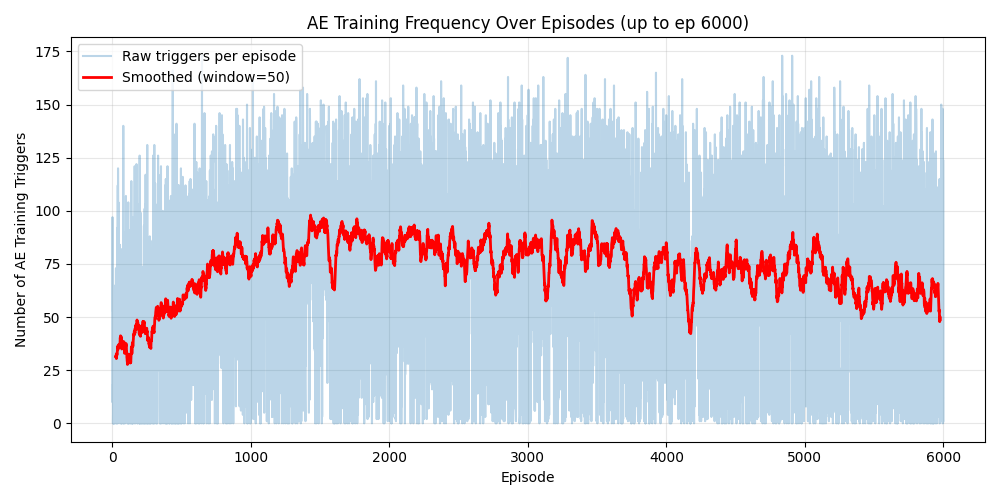 AE Training Frequency Over Episodes (up to ep 6000)
Raw triggers per episode
Smoothed (window=50)
175
150
125
100
75
50
25
0
Number of AE Training Triggers
0 1000 2000 3000 4000 5000 6000
Episode